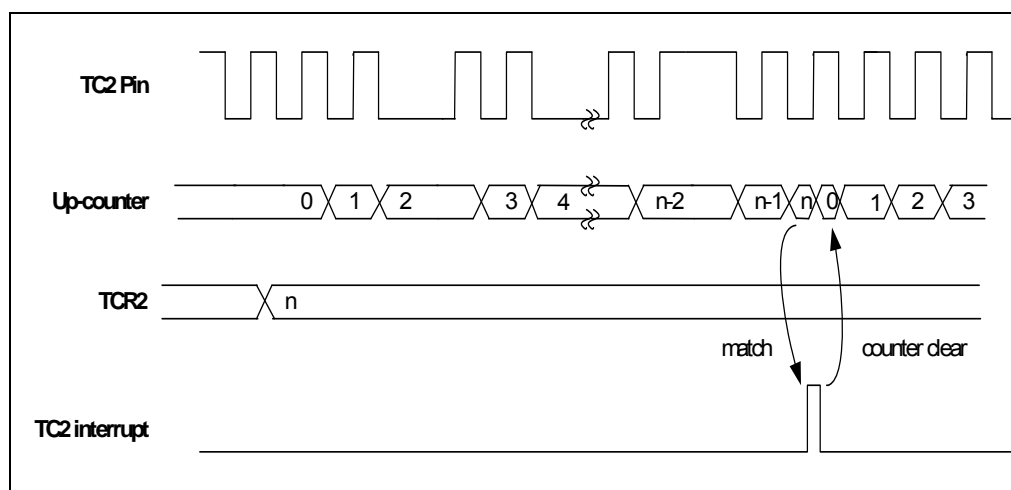 TC2 Pin
Up-counter 0 1 2 3 4 n-2 n-1 n 0 1 2 3
TCR2 n
match counter clear
TC2 interrupt